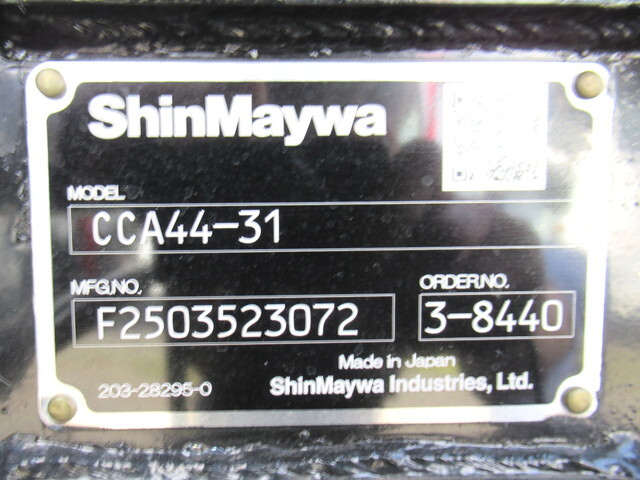 ShinMaywa
MODEL
CCA44-31
MFG.NO. ORDER.NO.
F2503523072 3-8440
Made in Japan
203-28295-0 ShinMaywa Industries, Ltd.